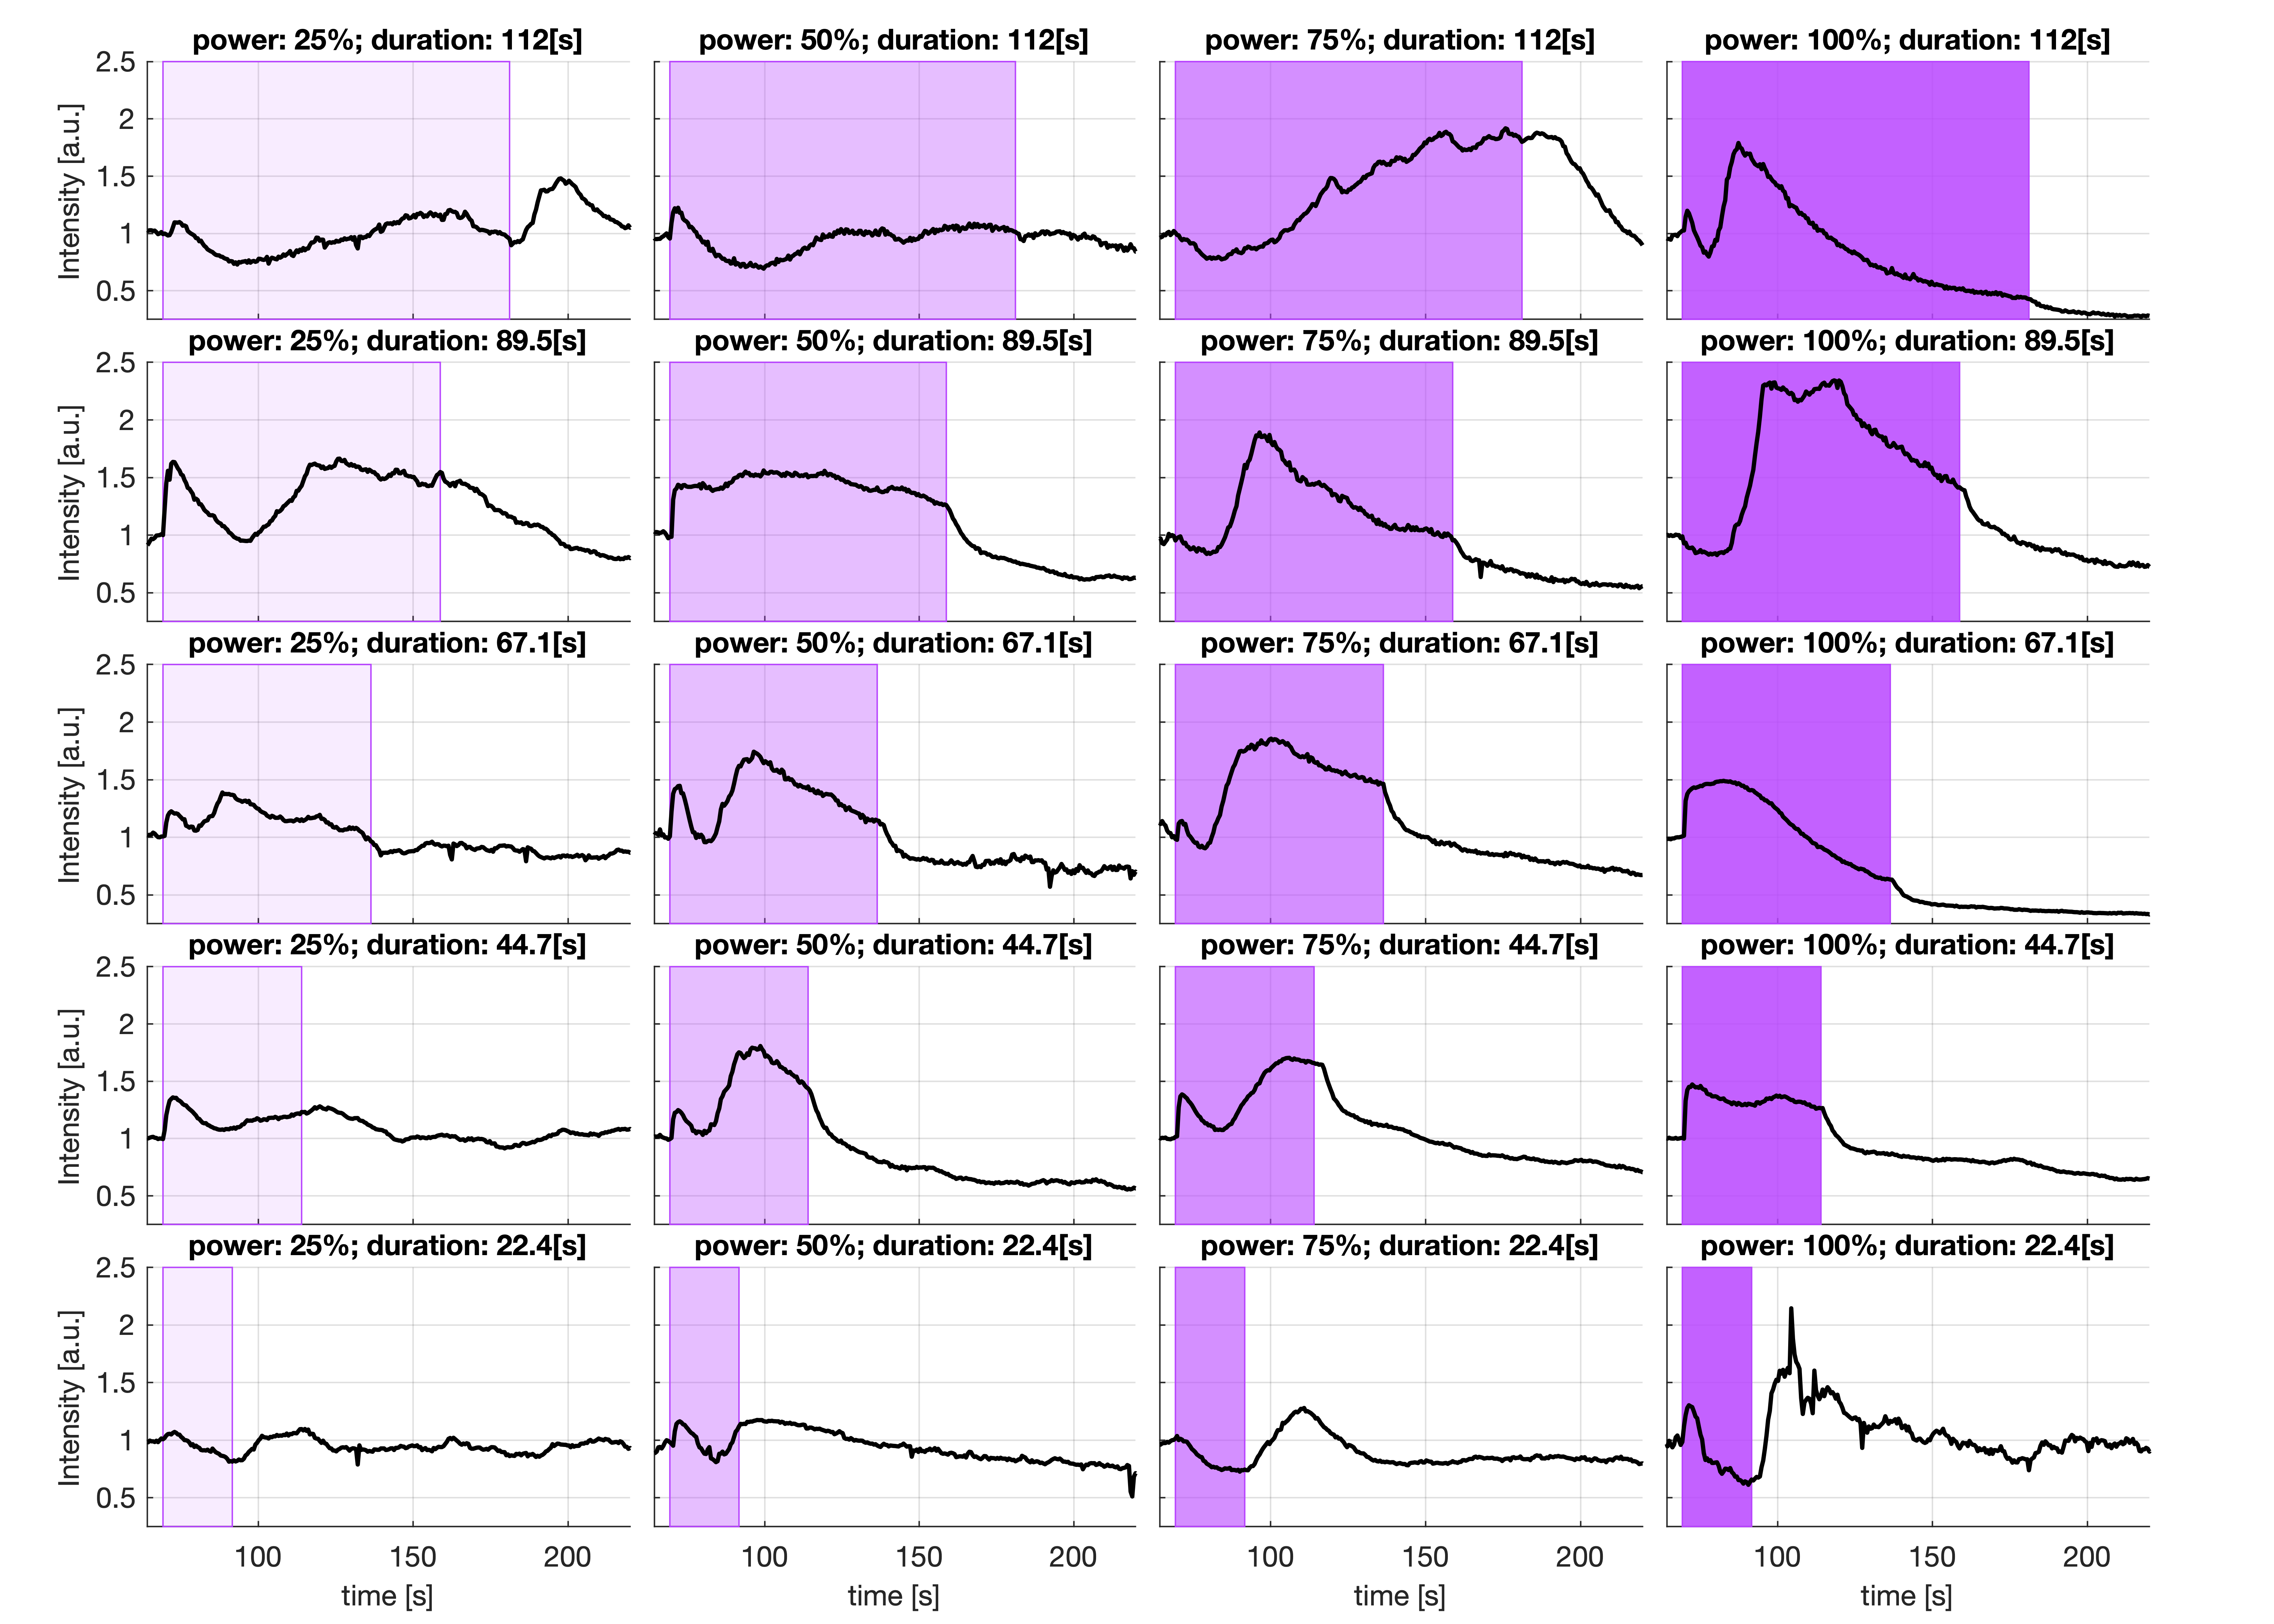 power: 25%; duration: 112[s]
power: 50%; duration: 112[s]
power: 75%; duration: 112[s]
power: 100%; duration: 112[s]
2.5
2
1.5
1
0.5
Intensity [a.u.]
power: 25%; duration: 89.5[s]
power: 50%; duration: 89.5[s]
power: 75%; duration: 89.5[s]
power: 100%; duration: 89.5[s]
2.5
2
1.5
1
0.5
Intensity [a.u.]
power: 25%; duration: 67.1[s]
power: 50%; duration: 67.1[s]
power: 75%; duration: 67.1[s]
power: 100%; duration: 67.1[s]
2.5
2
1.5
1
0.5
Intensity [a.u.]
power: 25%; duration: 44.7[s]
power: 50%; duration: 44.7[s]
power: 75%; duration: 44.7[s]
power: 100%; duration: 44.7[s]
2.5
2
1.5
1
0.5
Intensity [a.u.]
power: 25%; duration: 22.4[s]
power: 50%; duration: 22.4[s]
power: 75%; duration: 22.4[s]
power: 100%; duration: 22.4[s]
2.5
2
1.5
1
0.5
Intensity [a.u.]
100 150 200
100 150 200
100 150 200
100 150 200
time [s]
time [s]
time [s]
time [s]